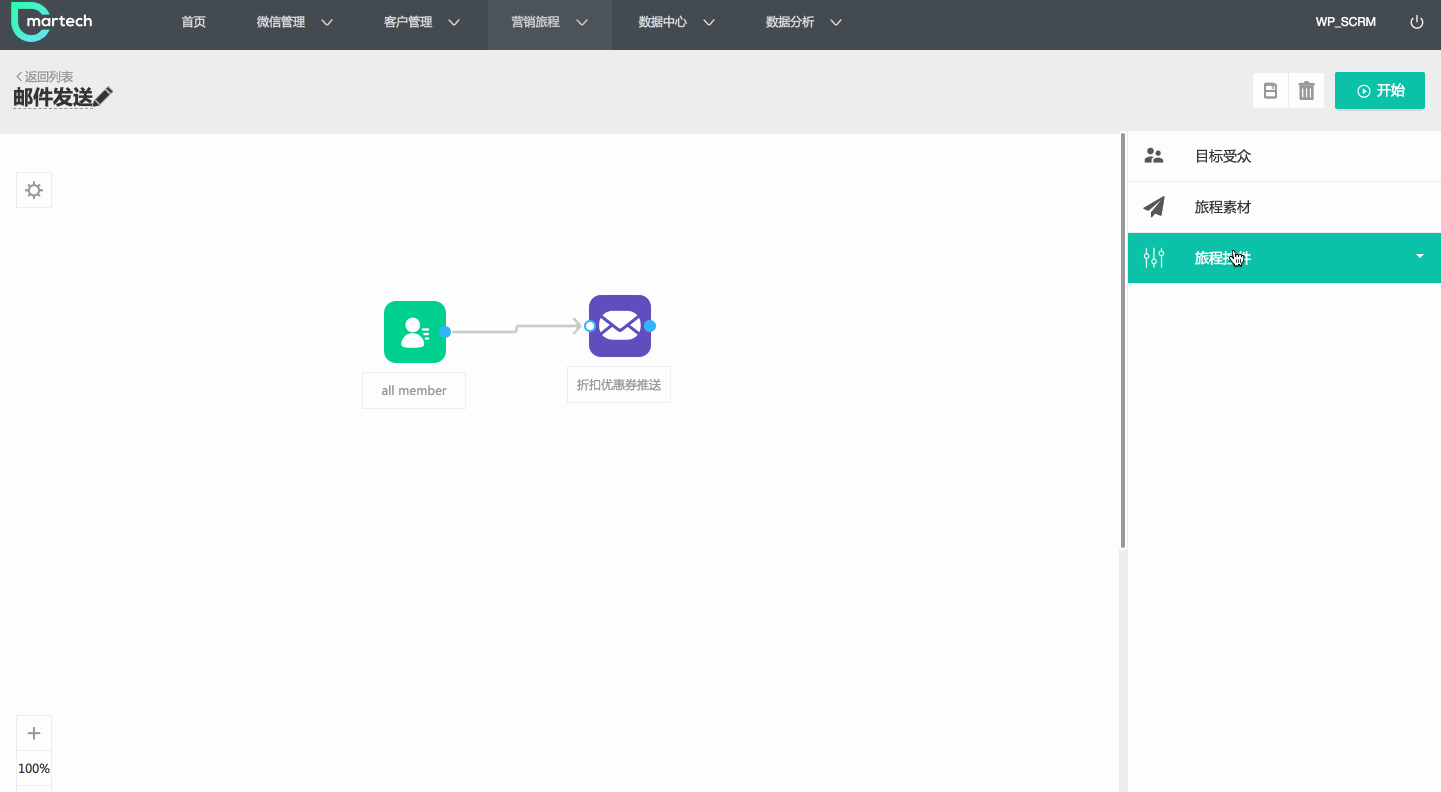 martech
首页
微信管理
客户管理
营销旅程
数据中心
数据分析
WP_SCRM
返回列表
邮件发送
开始
目标受众
旅程素材
旅程控件
all member
折扣优惠券推送
100%